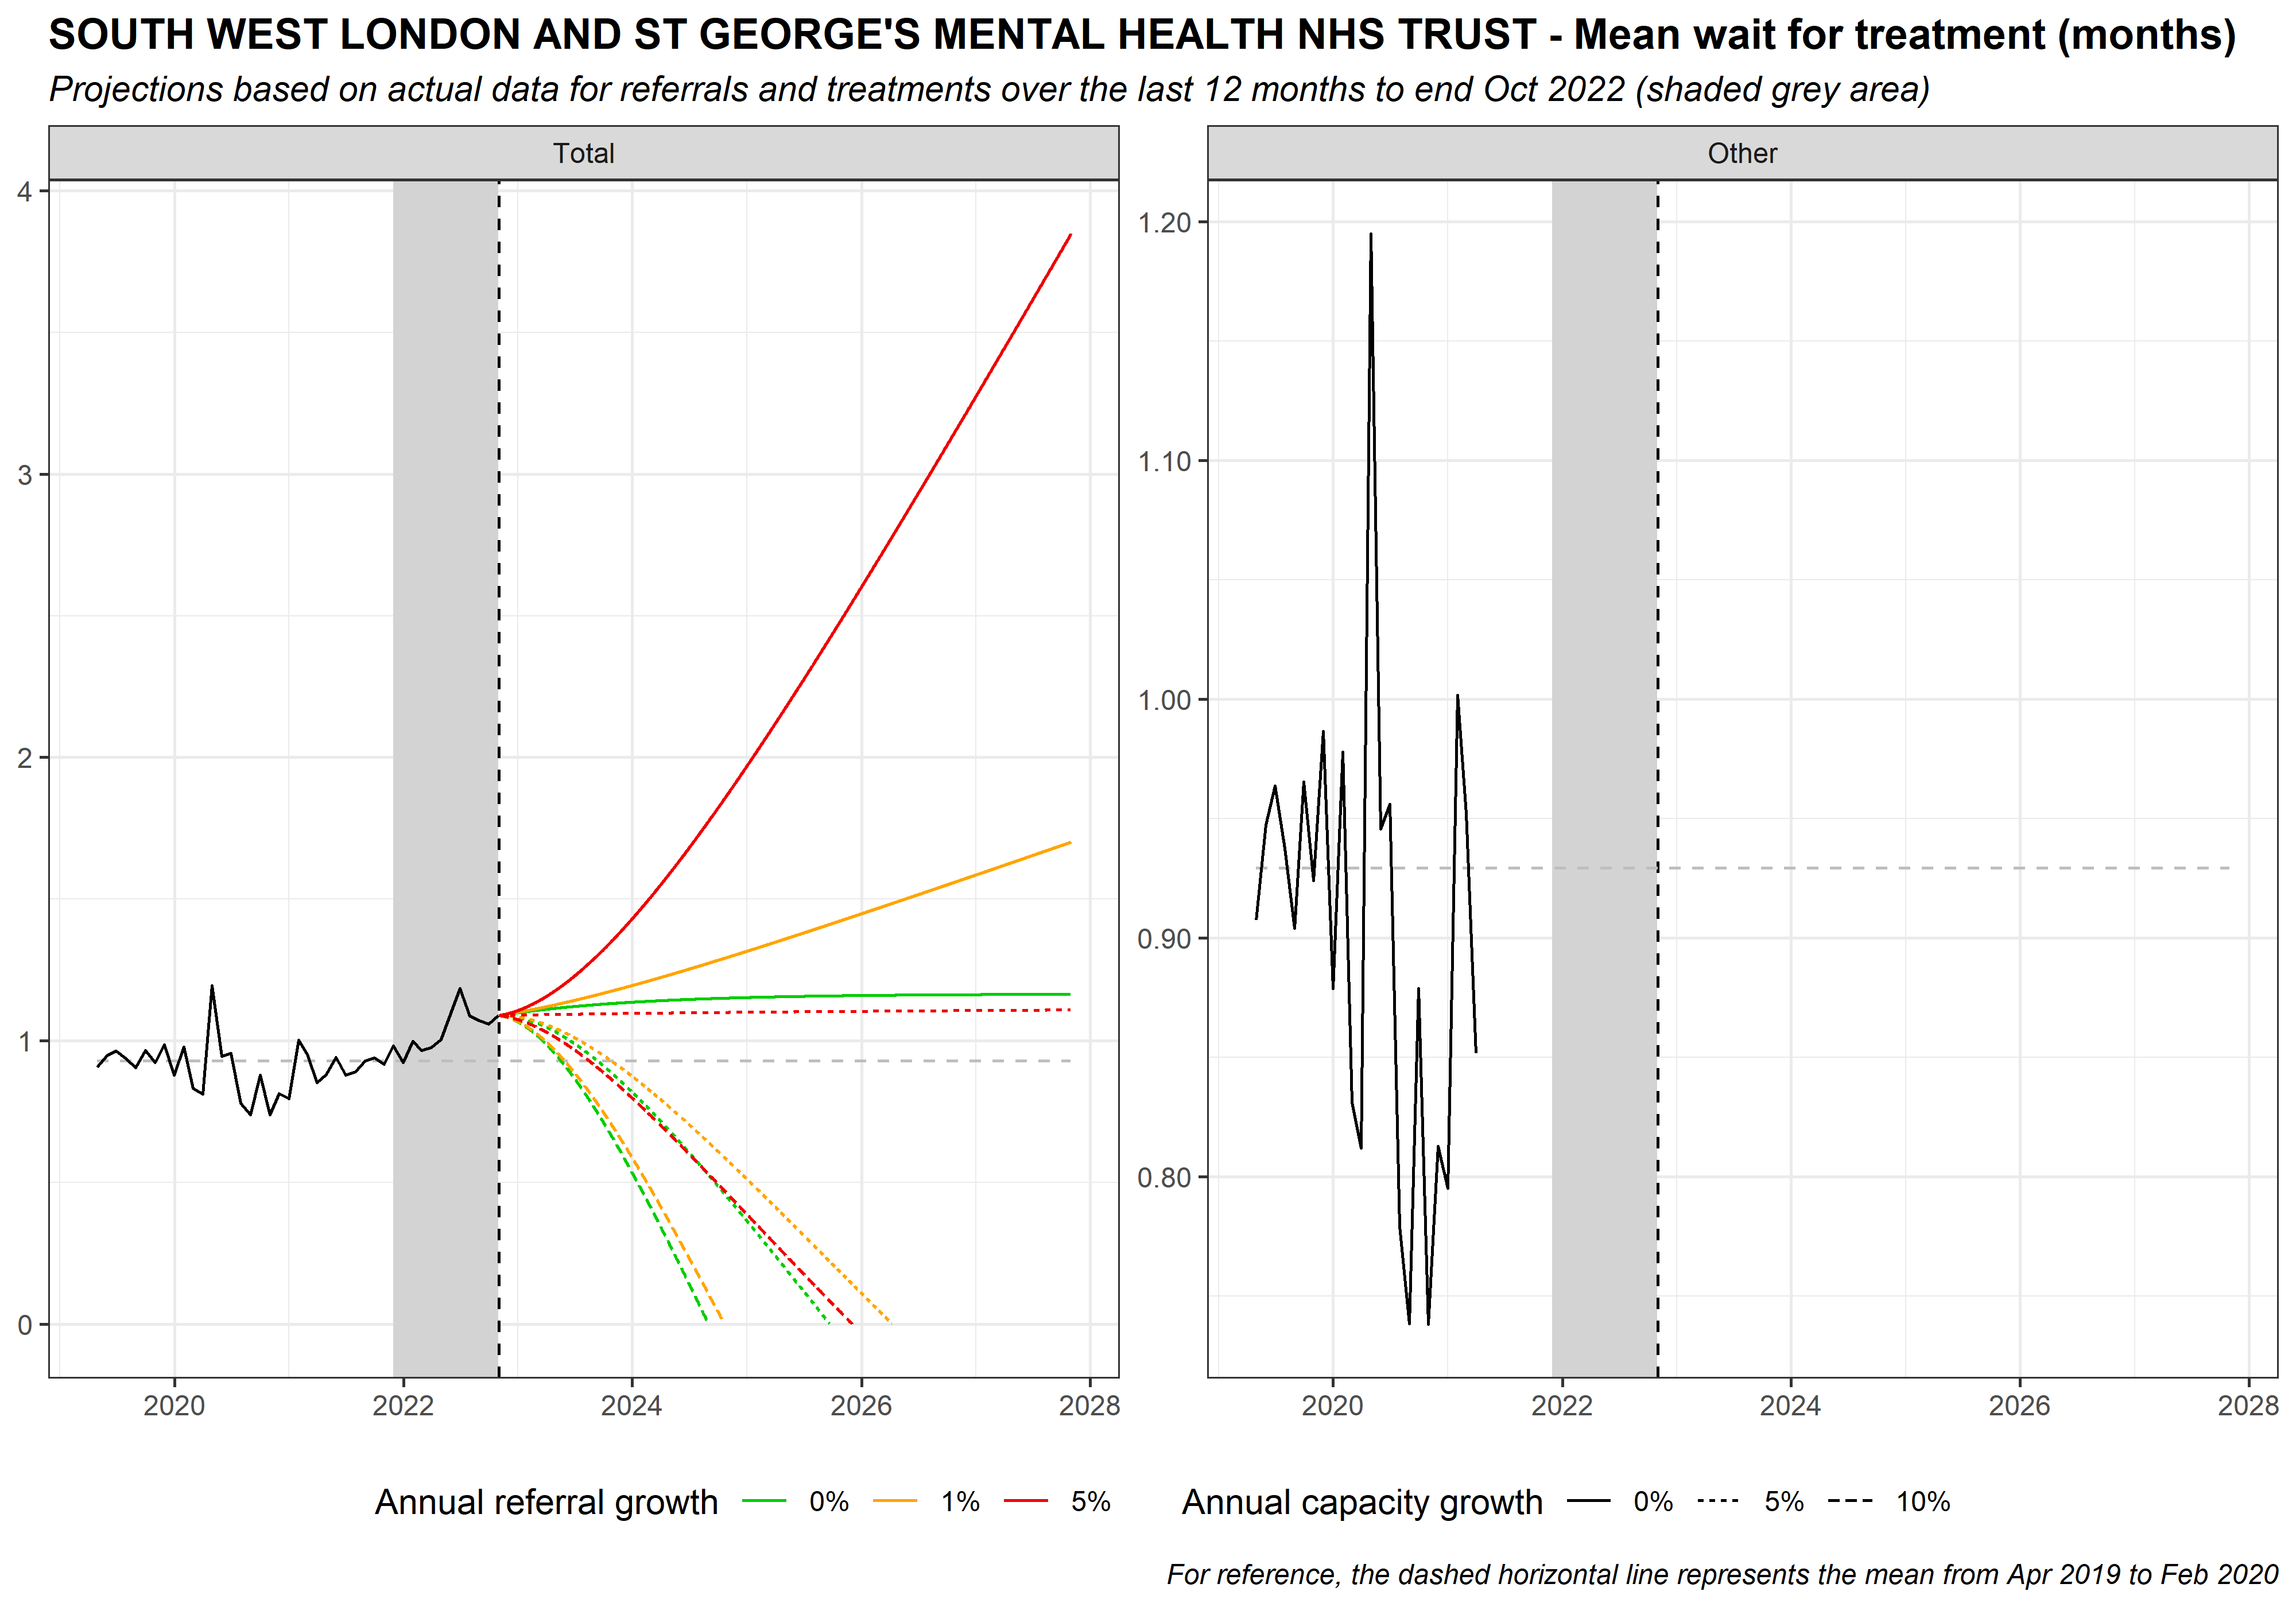 SOUTH WEST LONDON AND ST GEORGE'S MENTAL HEALTH NHS TRUST - Mean wait for treatment (months)
Projections based on actual data for referrals and treatments over the last 12 months to end Oct 2022 (shaded grey area)
Total
4
3
2
1
0
2020 2022 2024 2026 2028
Other
1.20
1.10
1.00
0.90
0.80
2020 2022 2024 2026 2028
Annual referral growth 0% 1% 5%
Annual capacity growth 0% 5% 10%
For reference, the dashed horizontal line represents the mean from Apr 2019 to Feb 2020